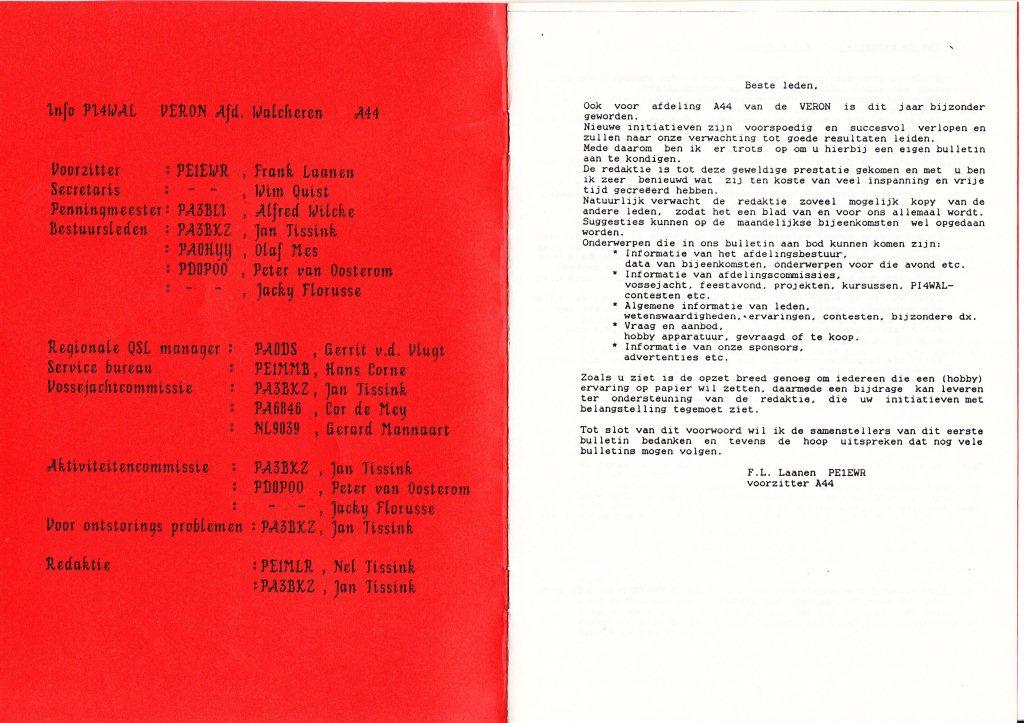 Info PI4WAL VERON Afd. Walcheren A44
Voorzitter : PE1EWR , Frank Laanen
Secretaris : - - , Wim Quist
Penningmeester: PA3BLI , Alfred Wilcke
Bestuursleden : PA3BKZ , Jan Tissink
: PA0HYY , Olaf Mes
: PD0POO , Peter van Oosterom
: - - , Jacky Florusse
Regionale QSL manager : PA0DS , Gerrit v.d. Vlugt
Service bureau : PE1MMB, Hans Corne
Vossejachtcommissie : PA3BKZ , Jan Tissink
: PA6846 , Cor de Mey
: NL9039 , Gerard Mannaart
Aktiviteitencommissie : PA3BKZ , Jan Tissink
: PD0POO , Peter van Oosterom
: - - , Jacky Florusse
Voor ontstorings problemen : PA3BKZ, Jan Tissink
Redaktie :PE1MLR , Nel Tissink
:PA3BKZ , Jan Tissink
Beste leden,
Ook voor afdeling A44 van de VERON is dit jaar bijzonder
geworden.
Nieuwe initiatieven zijn voorspoedig en succesvol verlopen en
zullen naar onze verwachting tot goede resultaten leiden.
Mede daarom ben ik er trots op om u hierbij een eigen bulletin
aan te kondigen.
De redaktie is tot deze geweldige prestatie gekomen en met u ben
ik zeer benieuwd wat zij ten koste van veel inspanning en vrije
tijd gecreëerd hebben.
Natuurlijk verwacht de redaktie zoveel mogelijk kopy van de
andere leden, zodat het een blad van en voor ons allemaal wordt.
Suggesties kunnen op de maandelijkse bijeenkomsten wel opgedaan
worden.
Onderwerpen die in ons bulletin aan bod kunnen komen zijn:
* Informatie van het afdelingsbestuur,
data van bijeenkomsten, onderwerpen voor die avond etc.
* Informatie van afdelingscommissies,
vossejacht, feestavond, projekten, kursussen, PI4WAL-
contesten etc.
* Algemene informatie van leden,
wetenswaardigheden, ervaringen, contesten, bijzondere dx.
* Vraag en aanbod,
hobby apparatuur, gevraagd of te koop.
* Informatie van onze sponsors,
advertenties etc.
Zoals u ziet is de opzet breed genoeg om iedereen die een (hobby)
ervaring op papier wil zetten, daarmede een bijdrage kan leveren
ter ondersteuning van de redaktie, die uw initiatieven met
belangstelling tegemoet ziet.
Tot slot van dit voorwoord wil ik de samenstellers van dit eerste
bulletin bedanken en tevens de hoop uitspreken dat nog vele
bulletins mogen volgen.
F.L. Laanen PE1EWR
voorzitter A44